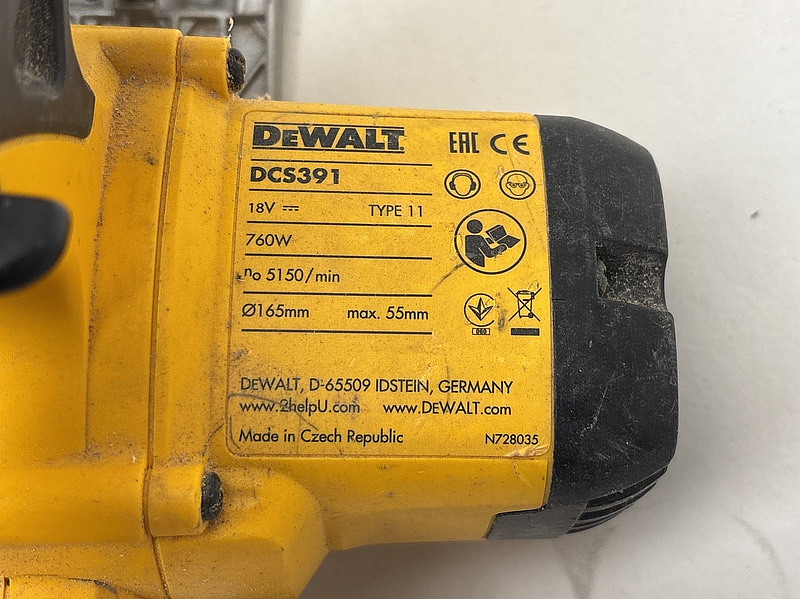 DEWALT EAC CE
DCS391
18V ⎓ TYPE 11
760W
n₀ 5150/min
Ø165mm max. 55mm
DEWALT, D-65509 IDSTEIN, GERMANY
www.2helpU.com www.DEWALT.com
Made in Czech Republic N728035